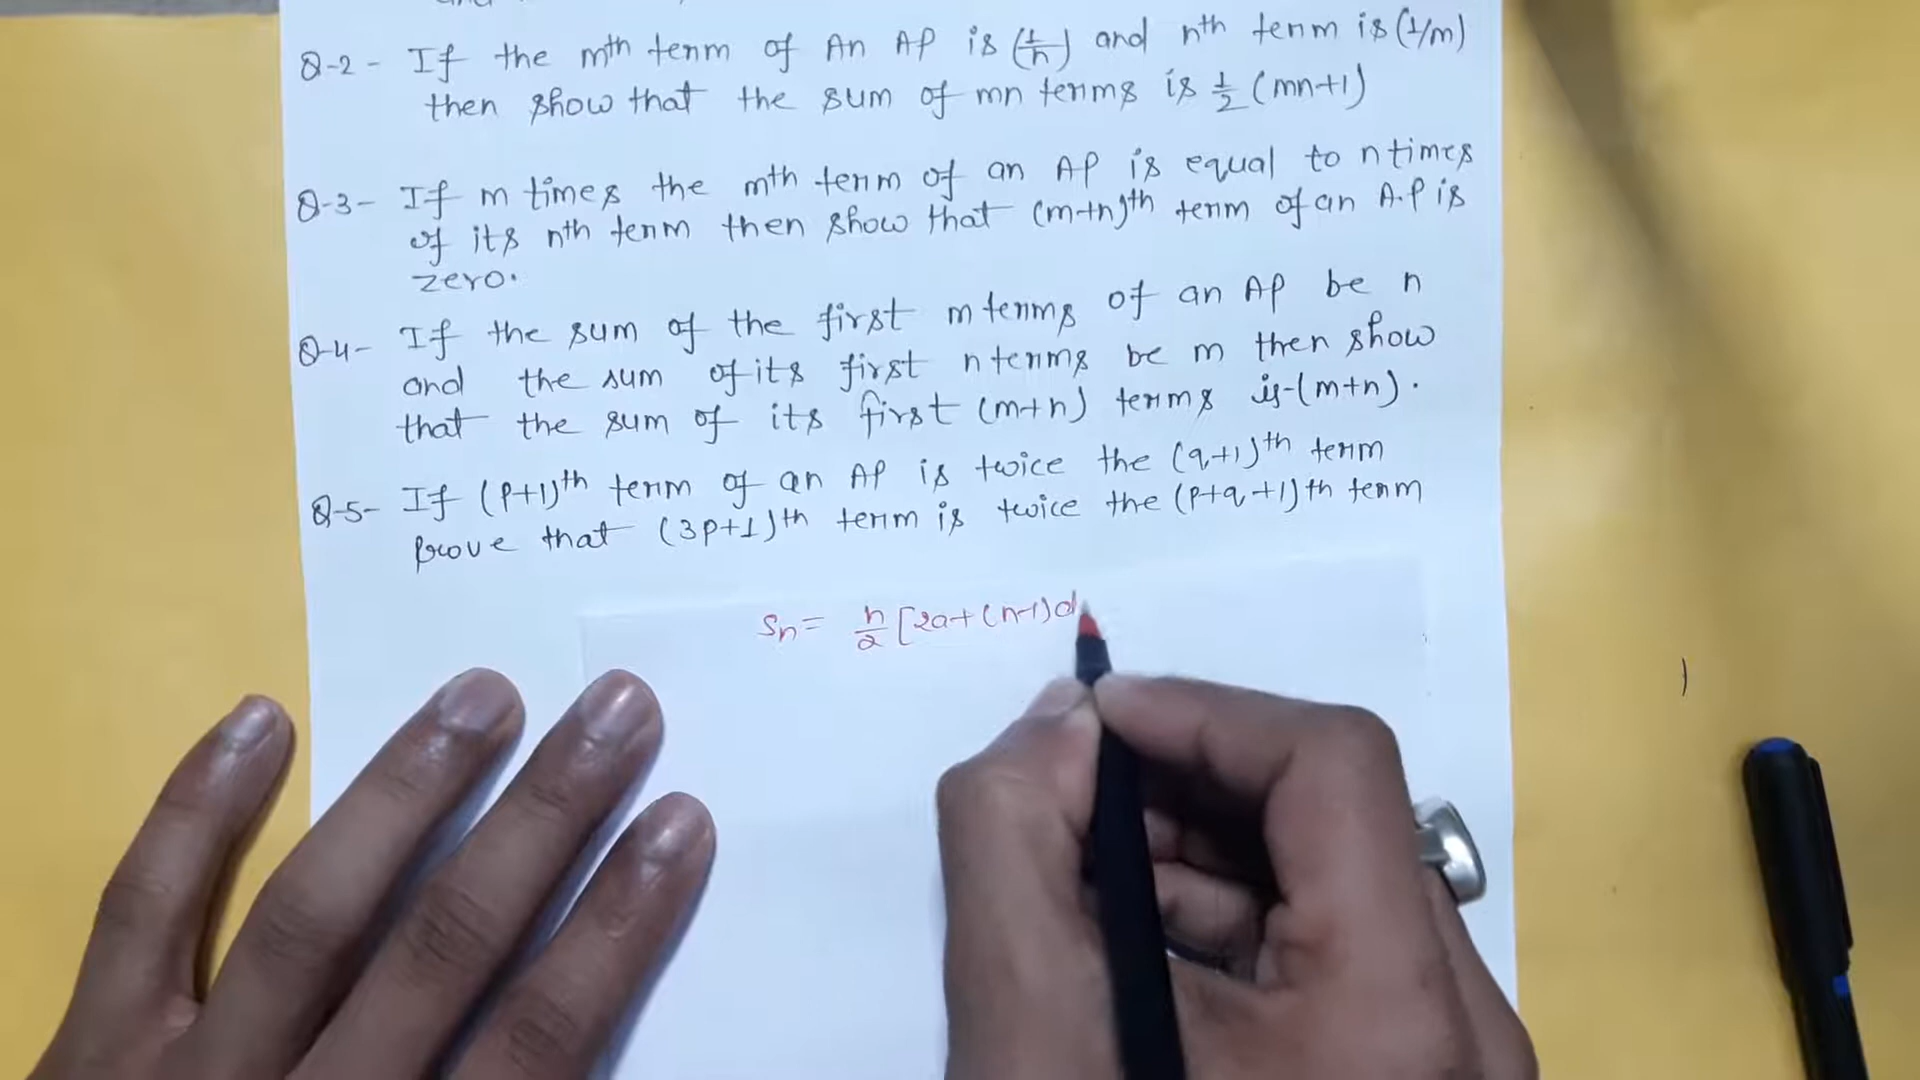 Q-2- If the mth term of An AP is (1/n) and nth term is (1/m)
then show that the sum of mn terms is 1/2 (mn+1)
Q-3- If m times the mth term of an AP is equal to n times
of its nth term then show that (m+n)th term of an A.P is
zero.
Q-4- If the sum of the first m terms of an AP be n
and the sum of its first n terms be m then show
that the sum of its first (m+n) terms is -(m+n).
Q-5- If (p+1)th term of an AP is twice the (q+1)th term
prove that (3p+1)th term is twice the (p+q+1)th term
Sn = n/2 [2a+(n-1)d